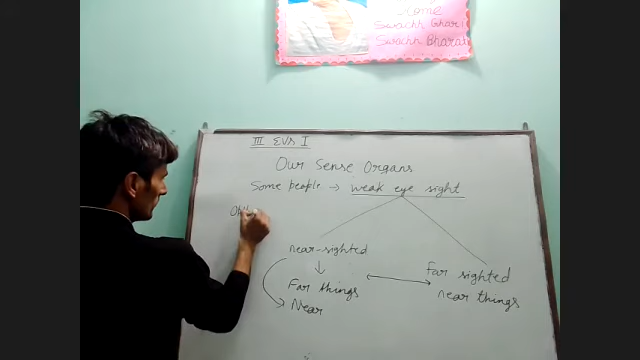 Home
Swachh Ghar
Swachh Bharat
III EVS I
Our Sense Organs
Some people → weak eye sight
near-sighted
Far sighted
Far things
near things
Near